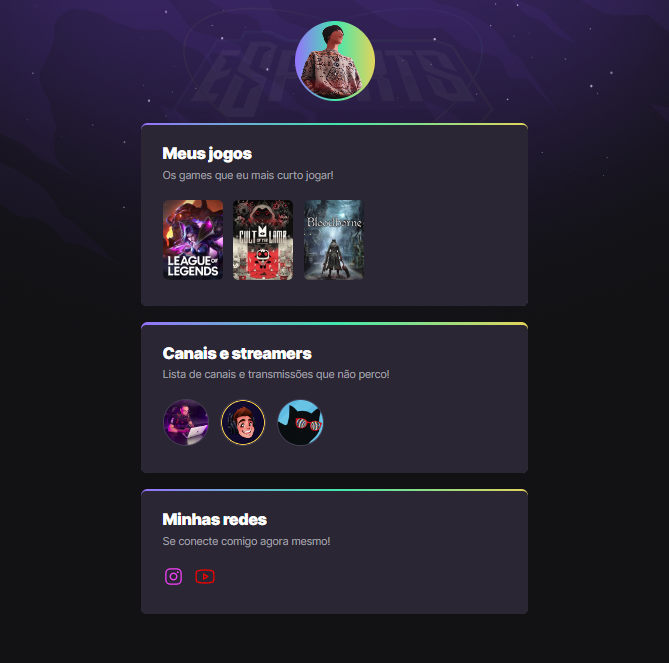 ESPORTS
Meus jogos
Os games que eu mais curto jogar!
LEAGUE OF
LEGENDS
CULT OF THE LAMB
Bloodborne
Canais e streamers
Lista de canais e transmissões que não perco!
Minhas redes
Se conecte comigo agora mesmo!